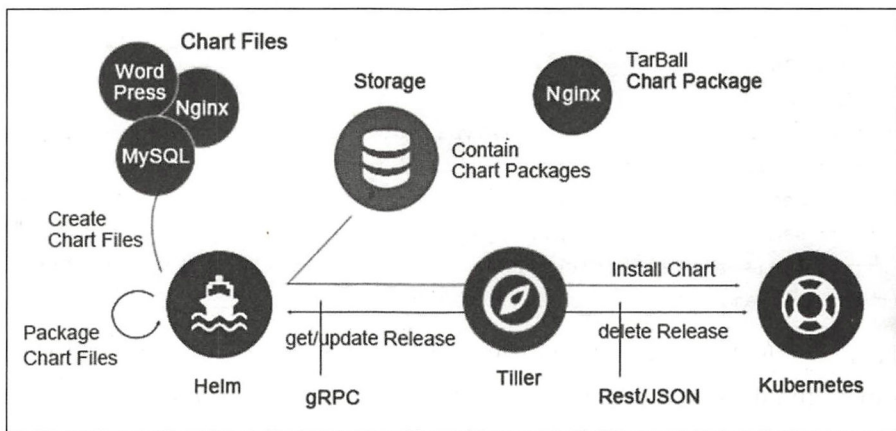 Chart Files
Word
Press
Nginx
MySQL
Storage
Nginx
TarBall
Chart Package
Contain
Chart Packages
Create
Chart Files
Install Chart
Package
Chart Files
get/update Release
delete Release
Helm
gRPC
Tiller
Rest/JSON
Kubernetes